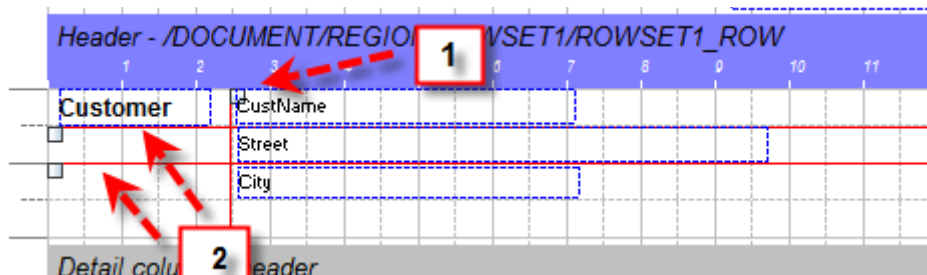 Header - /DOCUMENT/REGIO WSET1/ROWSET1_ROW
1
1 2 3 4 6 7 8 9 10 11
Customer CustName
Street
City
2
Detail colu eader